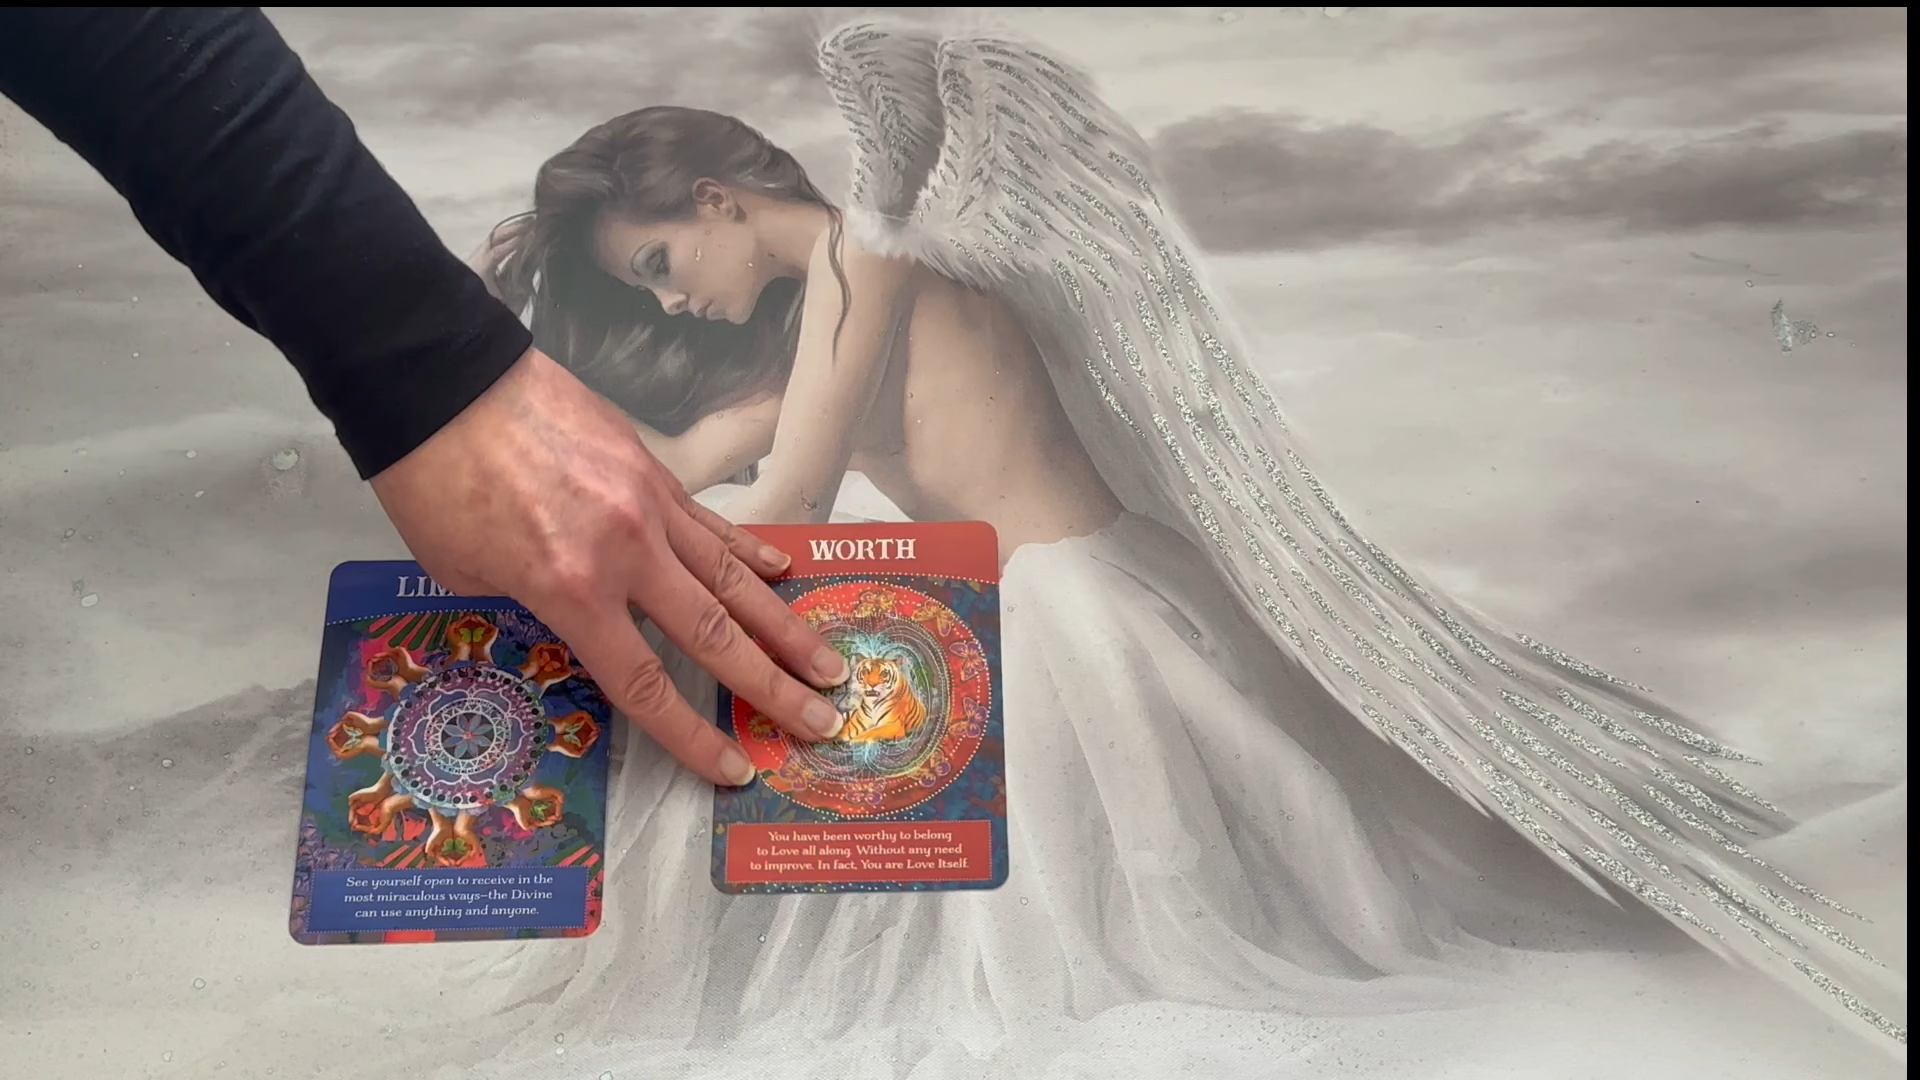 See yourself open to receive in the
most miraculous ways—the Divine
can use anything and anyone.
WORTH
You have been worthy to belong
to Love all along. Without any need
to improve. In fact, You are Love Itself.